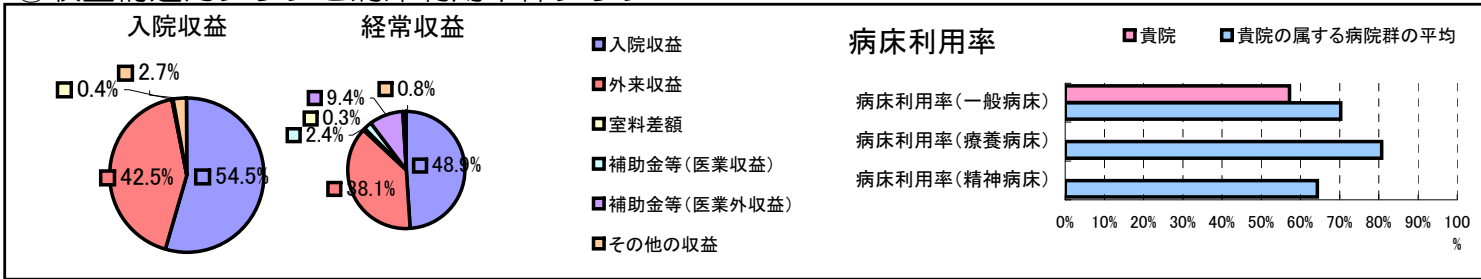 入院収益
2.7%
0.4%
42.5%
54.5%
経常収益
0.8%
9.4%
0.3%
2.4%
38.1%
48.9%
入院収益
外来収益
室料差額
補助金等(医業収益)
補助金等(医業外収益)
その他の収益
病床利用率
貴院 貴院の属する病院群の平均
病床利用率(一般病床)
病床利用率(療養病床)
病床利用率(精神病床)
0% 10% 20% 30% 40% 50% 60% 70% 80% 90% 100
%